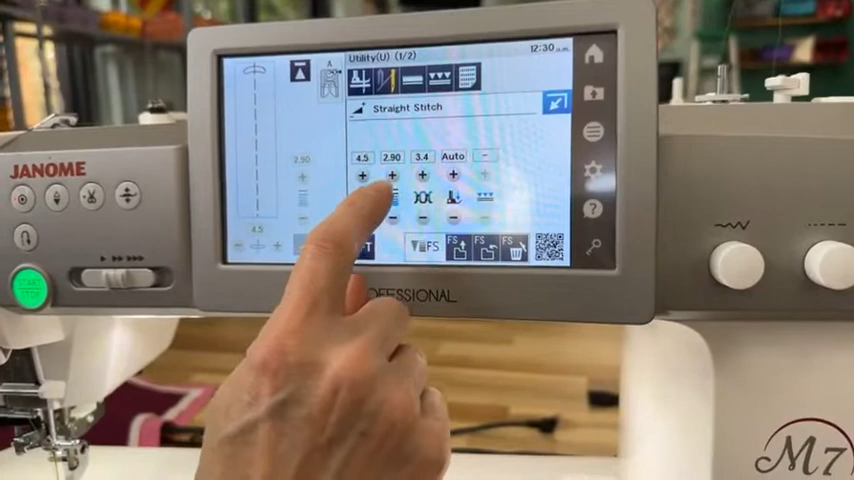 Utility(U) (1/2)
12:30
A
Straight Stitch
2.90
4.5 2.90 3.4 Auto -
4.5
FS FS FS FS
JANOME
START/
STOP
M7